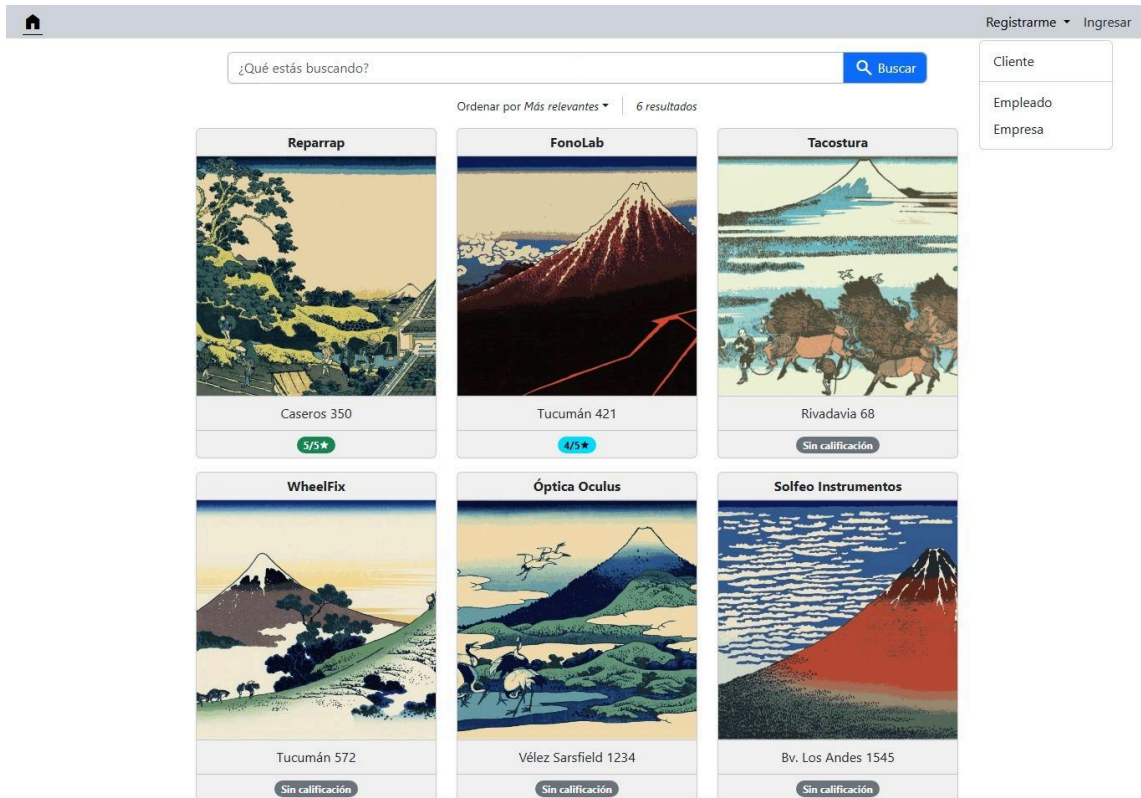 Registrarme Ingresar
Cliente
Empleado
Empresa
¿Qué estás buscando? Buscar
Ordenar por Más relevantes 6 resultados
Reparrap FonoLab Tacostura
Caseros 350 Tucumán 421 Rivadavia 68
5/5★ 4/5★ Sin calificación
WheelFix Óptica Oculus Solfeo Instrumentos
Tucumán 572 Vélez Sarsfield 1234 Bv. Los Andes 1545
Sin calificación Sin calificación Sin calificación